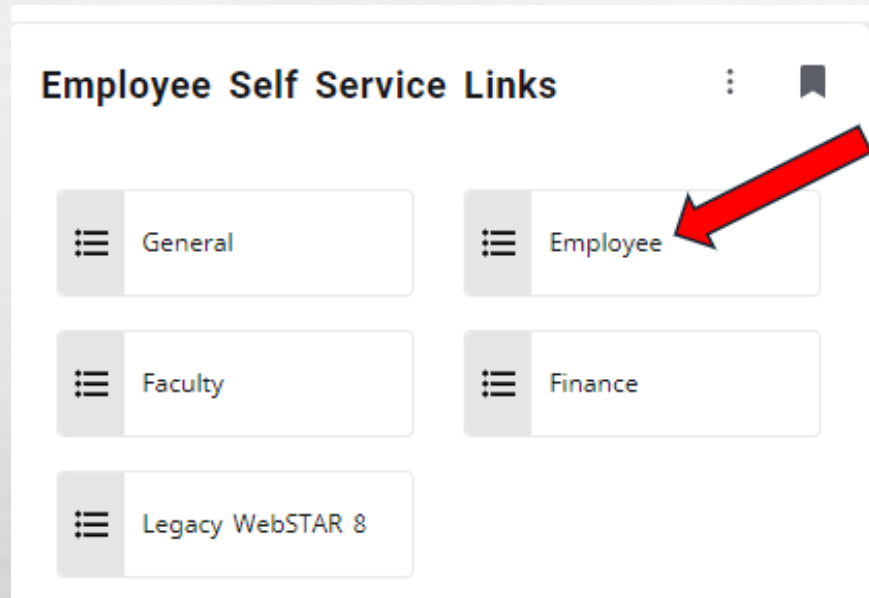 Employee Self Service Links
General
Employee
Faculty
Finance
Legacy WebSTAR 8